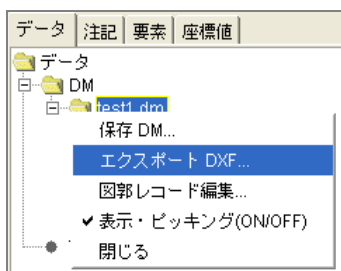 データ 注記 要素 座標値
データ
DM
test1.dm
保存 DM...
エクスポート DXF...
図郭レコード編集...
✔表示・ピッキング(ON/OFF)
閉じる